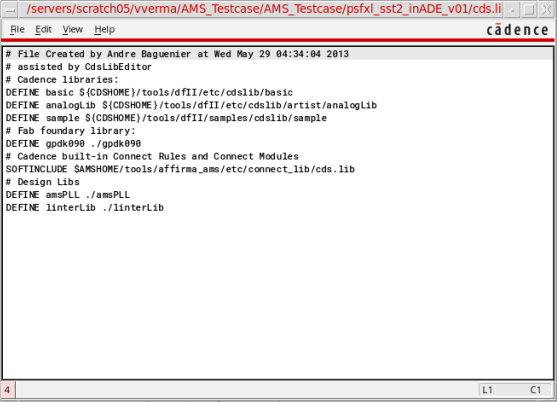 /servers/scratch05/vverma/AMS_Testcase/AMS_Testcase/psfxl_sst2_inADE_v01/cds.li
File Edit View Help
cādence
# File Created by Andre Baguenier at Wed May 29 04:34:04 2013
# assisted by CdsLibEditor
# Cadence libraries:
DEFINE basic ${CDSHOME}/tools/dfII/etc/cdslib/basic
DEFINE analogLib ${CDSHOME}/tools/dfII/etc/cdslib/artist/analogLib
DEFINE sample ${CDSHOME}/tools/dfII/samples/cdslib/sample
# Fab foundary library:
DEFINE gpdk090 ./gpdk090
# Cadence built-in Connect Rules and Connect Modules
SOFTINCLUDE $AMSHOME/tools/affirma_ams/etc/connect_lib/cds.lib
# Design Libs
DEFINE amsPLL ./amsPLL
DEFINE linterLib ./linterLib
4 L1 C1